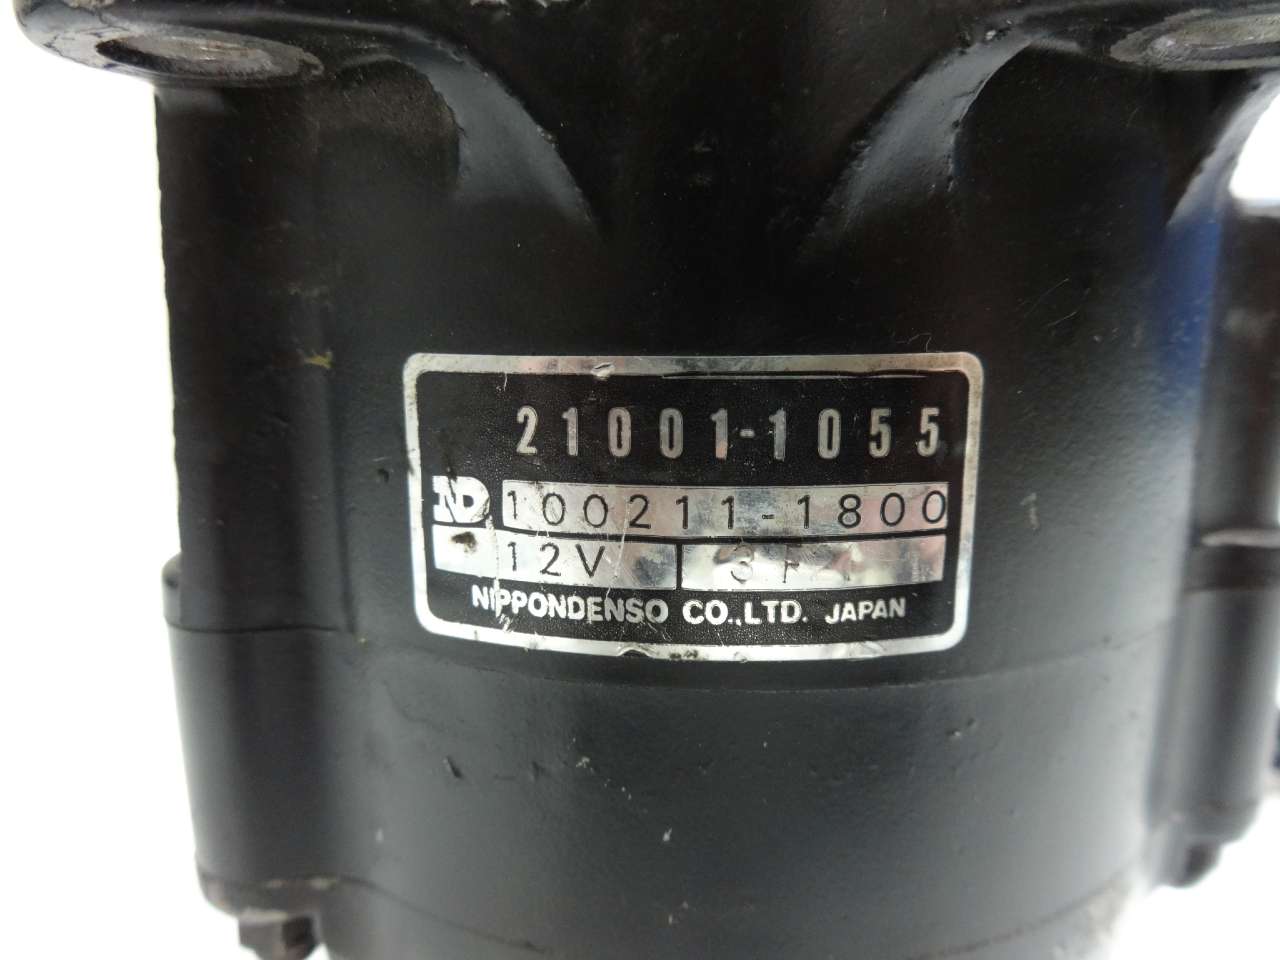 21001-1055
ND 100211-1800
12V
NIPPONDENSO CO.,LTD. JAPAN